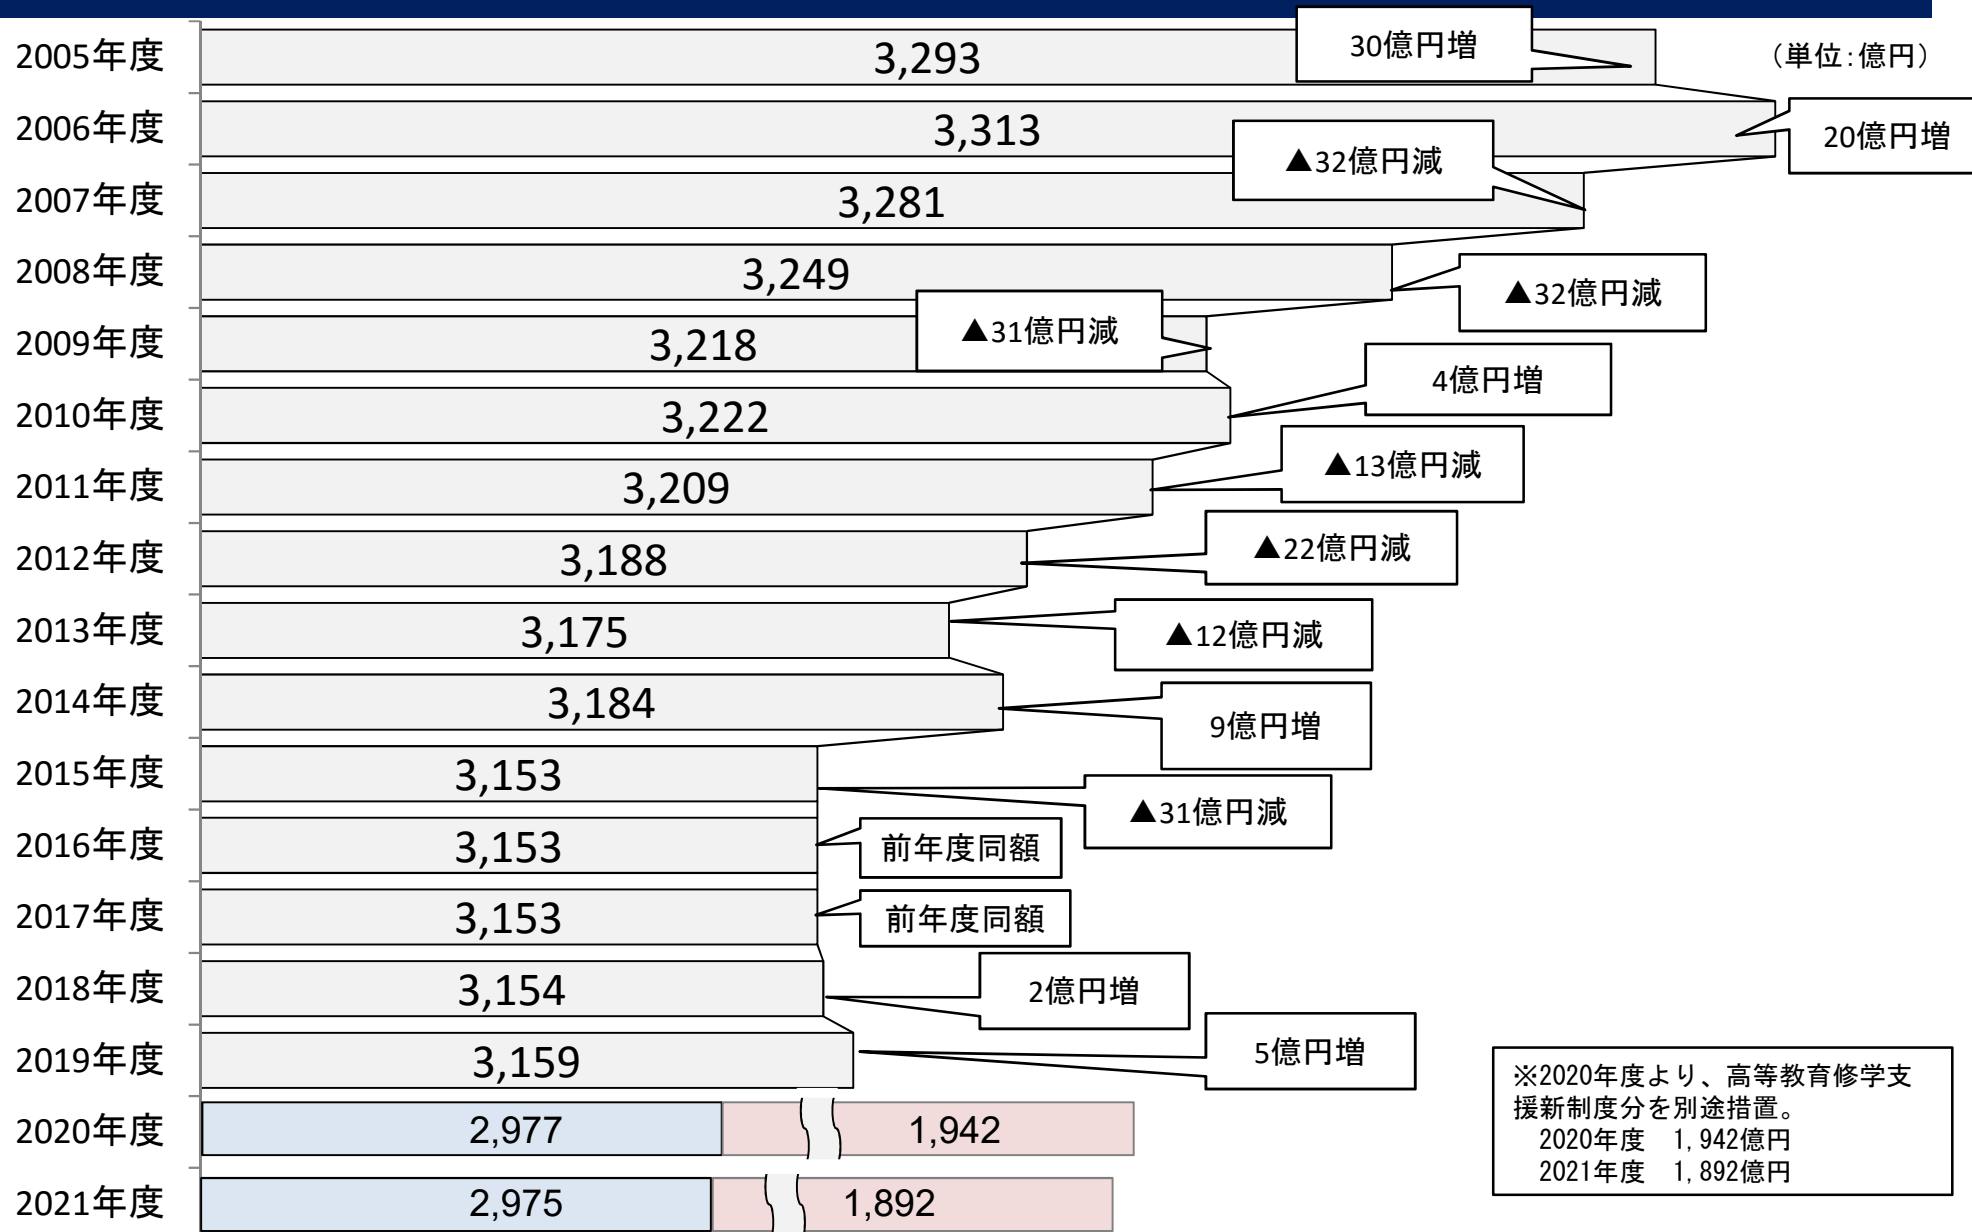 2005年度
3,293
30億円増
（単位：億円）
2006年度
3,313
20億円増
▲32億円減
2007年度
3,281
2008年度
3,249
▲32億円減
2009年度
3,218
▲31億円減
4億円増
2010年度
3,222
2011年度
3,209
▲13億円減
2012年度
3,188
▲22億円減
2013年度
3,175
▲12億円減
2014年度
3,184
9億円増
2015年度
3,153
▲31億円減
2016年度
3,153
前年度同額
2017年度
3,153
前年度同額
2018年度
3,154
2億円増
2019年度
3,159
5億円増
2020年度
2,977
1,942
2021年度
2,975
1,892
※2020年度より、高等教育修学支
援新制度分を別途措置。
2020年度 1,942億円
2021年度 1,892億円